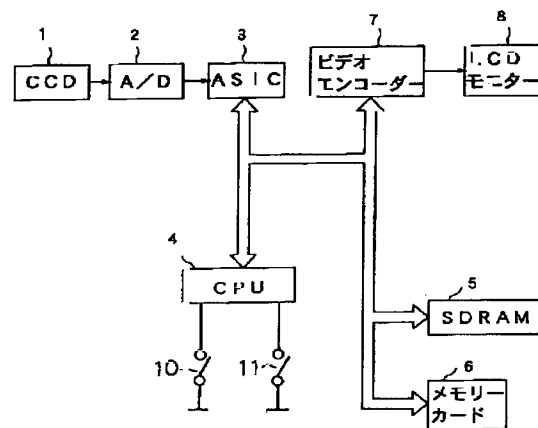 1
2
3
7
8
CCD
A/D
ASIC
ビデオ
エンコーダー
LCD
モニター
4
CPU
5
SDRAM
10
11
6
メモリー
カード